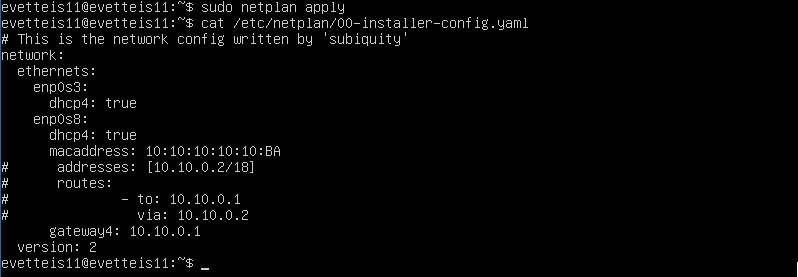 evetteis11@evetteis11:~$ sudo netplan apply
evetteis11@evetteis11:~$ cat /etc/netplan/00-installer-config.yaml
# This is the network config written by 'subiquity'
network:
  ethernets:
    enp0s3:
      dhcp4: true
    enp0s8:
      dhcp4: true
      macaddress: 10:10:10:10:10:BA
#      addresses: [10.10.0.2/18]
#      routes:
#              - to: 10.10.0.1
#                via: 10.10.0.2
      gateway4: 10.10.0.1
  version: 2
evetteis11@evetteis11:~$ _